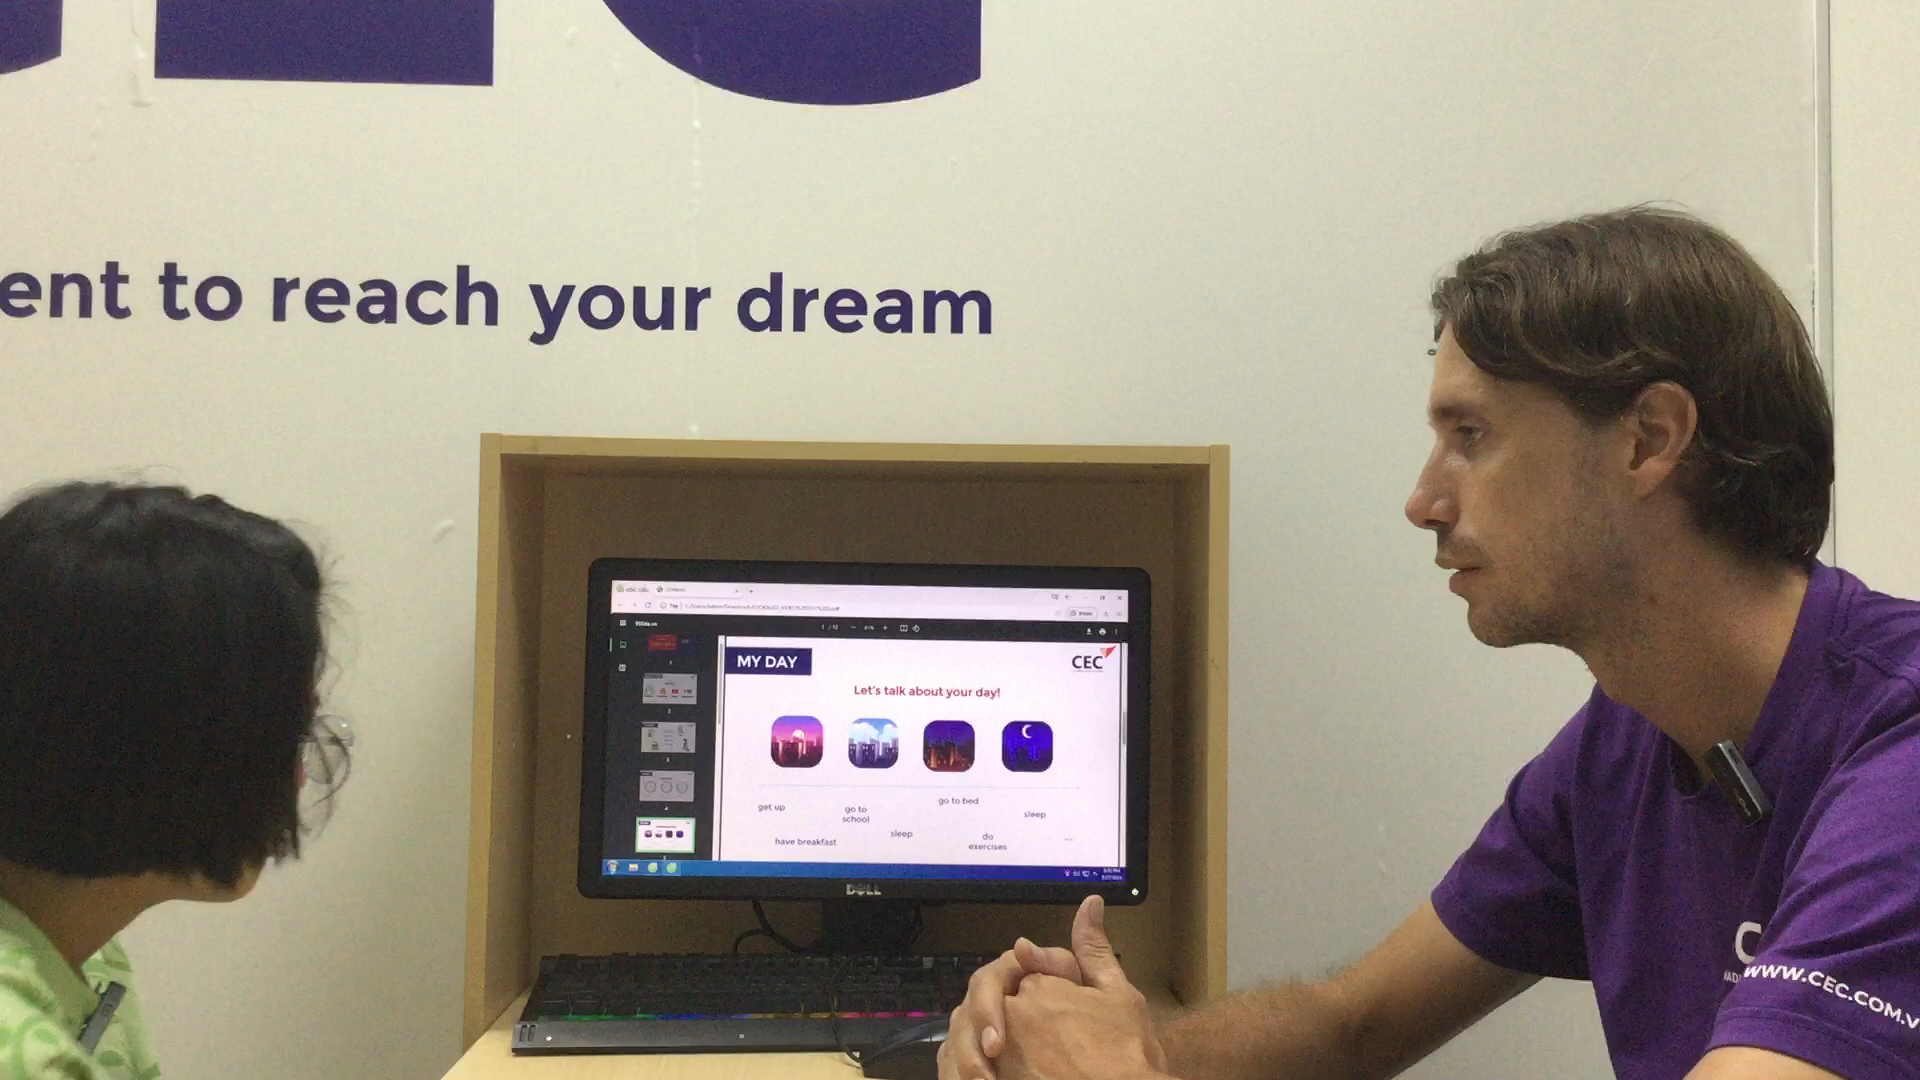 ent to reach your dream
MY DAY
CEC
Let's talk about your day!
get up
go to school
go to bed
sleep
have breakfast
sleep
do exercises
...
DELL
WWW.CEC.COM.V